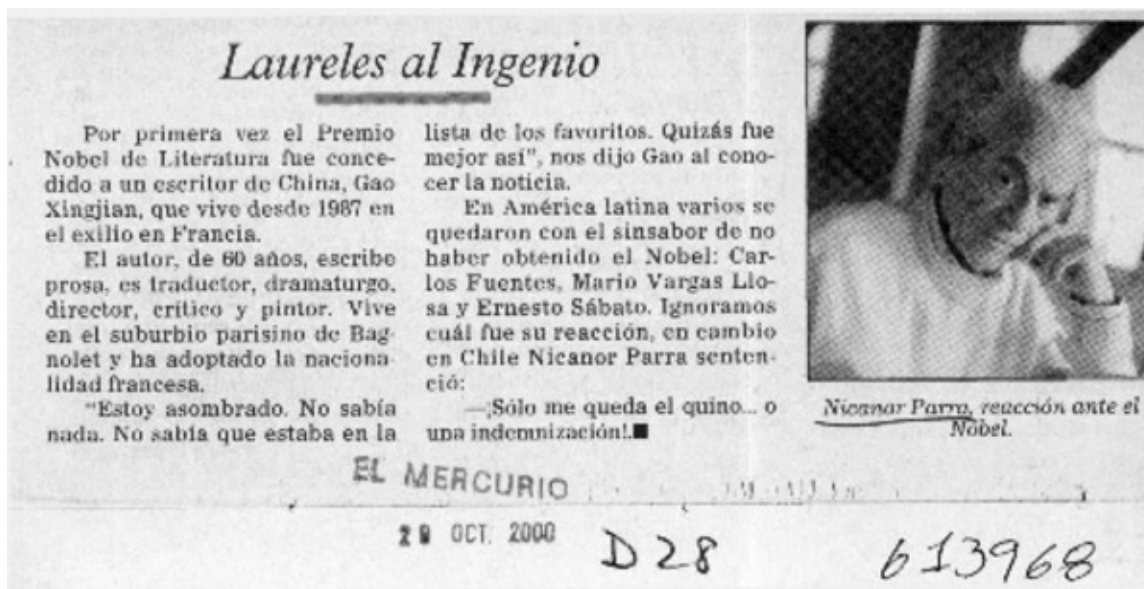 Laureles al Ingenio
Por primera vez el Premio
Nobel de Literatura fue conce-
dido a un escritor de China, Gao
Xingjian, que vive desde 1987 en
el exilio en Francia.
El autor, de 60 años, escribe
prosa, es traductor, dramaturgo,
director, crítico y pintor. Vive
en el suburbio parisino de Bag-
nolet y ha adoptado la naciona-
lidad francesa.
"Estoy asombrado. No sabía
nada. No sabía que estaba en la
lista de los favoritos. Quizás fue
mejor así", nos dijo Gao al cono-
cer la noticia.
En América latina varios se
quedaron con el sinsabor de no
haber obtenido el Nobel: Car-
los Fuentes, Mario Vargas Llo-
sa y Ernesto Sábato. Ignoramos
cuál fue su reacción, en cambio
en Chile Nicanor Parra senten-
ció:
—¡Sólo me queda el quino... o
una indemnización!.■
Nicanor Parra, reacción ante el
Nobel.
EL MERCURIO
OCT. 2000
D28
613968